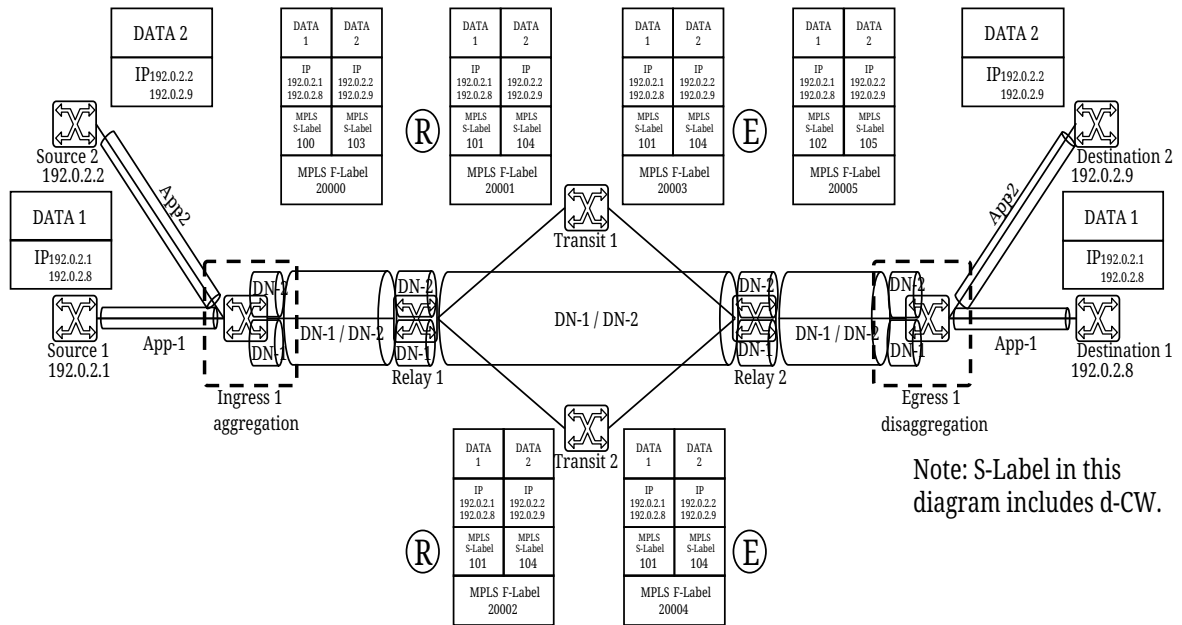 DATA 2
IP192.0.2.2
192.0.2.9
DATA
1
DATA
2
IP
192.0.2.1
192.0.2.8
IP
192.0.2.2
192.0.2.9
MPLS
S-Label
100
MPLS
S-Label
103
MPLS F-Label
20000
R
DATA
1
DATA
2
IP
192.0.2.1
192.0.2.8
IP
192.0.2.2
192.0.2.9
MPLS
S-Label
101
MPLS
S-Label
104
MPLS F-Label
20001
DATA
1
DATA
2
IP
192.0.2.1
192.0.2.8
IP
192.0.2.2
192.0.2.9
MPLS
S-Label
101
MPLS
S-Label
104
MPLS F-Label
20003
E
DATA
1
DATA
2
IP
192.0.2.1
192.0.2.8
IP
192.0.2.2
192.0.2.9
MPLS
S-Label
102
MPLS
S-Label
105
MPLS F-Label
20005
DATA 2
IP192.0.2.2
192.0.2.9
Source 2
192.0.2.2
Destination 2
192.0.2.9
DATA 1
IP192.0.2.1
192.0.2.8
App2
Transit 1
App2
DATA 1
IP192.0.2.1
192.0.2.8
DN-2
DN-2
DN-2
DN-2
DN-1 / DN-2
DN-1 / DN-2
DN-1 / DN-2
DN-1
DN-1
DN-1
DN-1
Source 1
192.0.2.1
App-1
App-1
Destination 1
192.0.2.8
Relay 1
Relay 2
Ingress 1
aggregation
Egress 1
disaggregation
Transit 2
R
DATA
1
DATA
2
IP
192.0.2.1
192.0.2.8
IP
192.0.2.2
192.0.2.9
MPLS
S-Label
101
MPLS
S-Label
104
MPLS F-Label
20002
DATA
1
DATA
2
IP
192.0.2.1
192.0.2.8
IP
192.0.2.2
192.0.2.9
MPLS
S-Label
101
MPLS
S-Label
104
MPLS F-Label
20004
E
Note: S-Label in this
diagram includes d-CW.